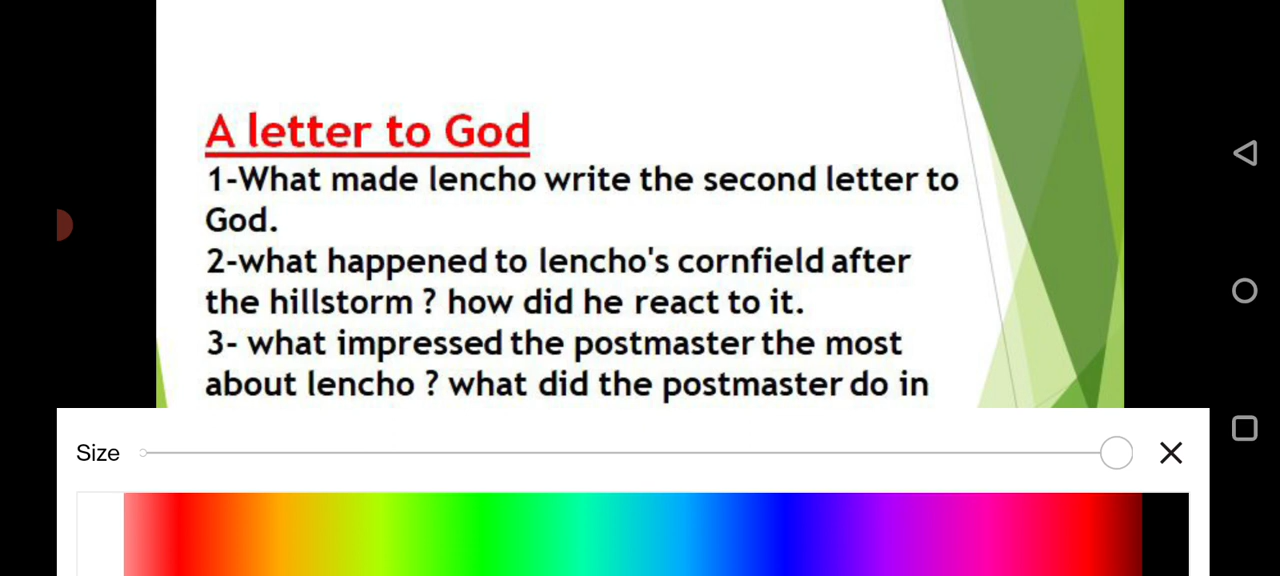 A letter to God
1-What made lencho write the second letter to
God.
2-what happened to lencho's cornfield after
the hillstorm ? how did he react to it.
3- what impressed the postmaster the most
about lencho ? what did the postmaster do in
Size